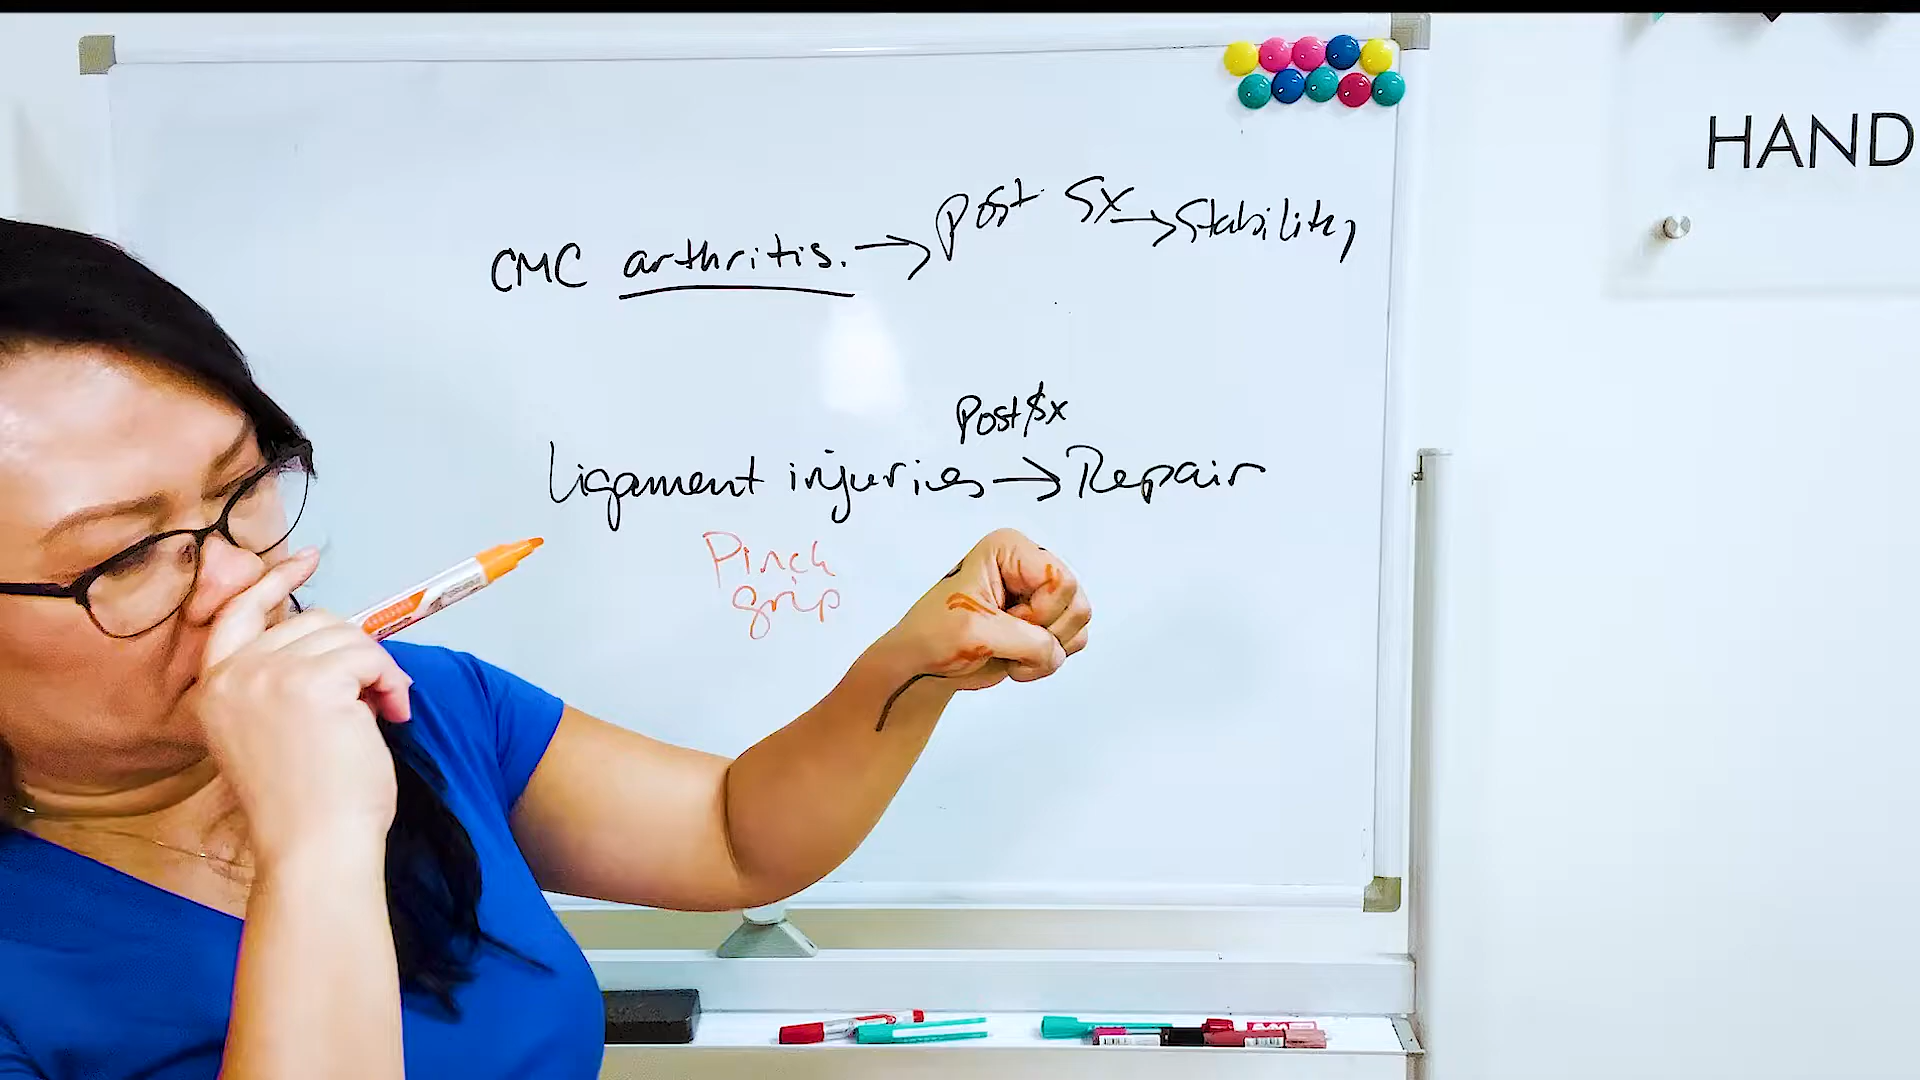 HAND
CMC arthritis. → Post Sx → Stability
Post Sx
Ligament injuries → Repair
Pinch
grip